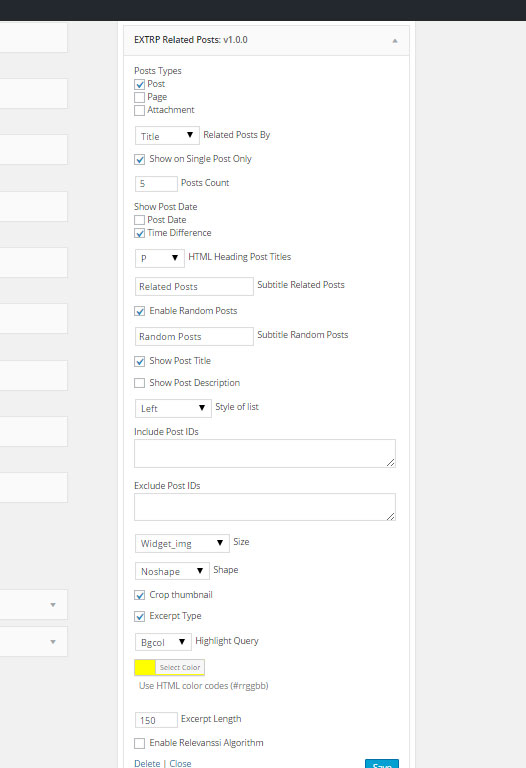 EXTRP Related Posts: v1.0.0
Posts Types
Post
Page
Attachment
Title Related Posts By
Show on Single Post Only
5 Posts Count
Show Post Date
Post Date
Time Difference
P HTML Heading Post Titles
Related Posts Subtitle Related Posts
Enable Random Posts
Random Posts Subtitle Random Posts
Show Post Title
Show Post Description
Left Style of list
Include Post IDs
Exclude Post IDs
Widget_img Size
Noshape Shape
Crop thumbnail
Excerpt Type
Bgcol Highlight Query
Select Color
Use HTML color codes (#rrggbb)
150 Excerpt Length
Enable Relevanssi Algorithm
Delete | Close Save